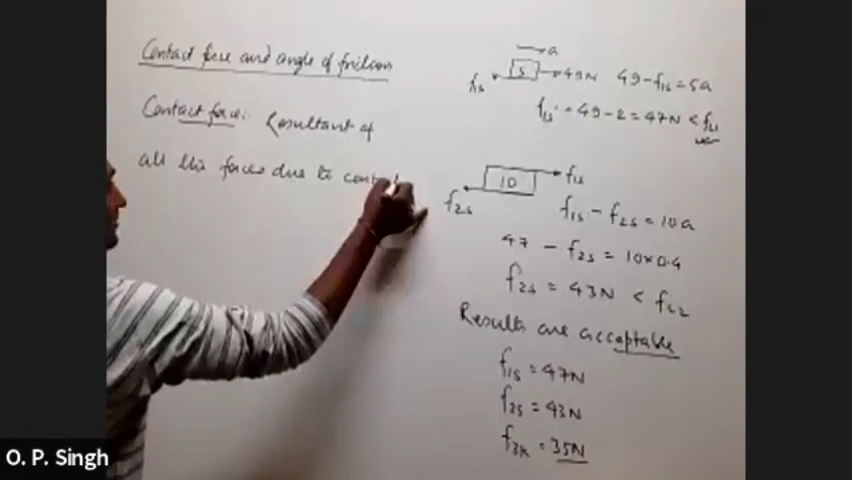 Contact force and angle of friction
Contact force: Resultant of
all the forces due to contact
a
5
49N
49 - f1s = 5a
f1s
f1s = 49 - 2 = 47N < fL1
10
f1s
f2s
f1s - f2s = 10a
47 - f2s = 10×0.4
f2s = 43N < fL2
Results are acceptable
f1s = 47N
f2s = 43N
f3k = 35N
O. P. Singh